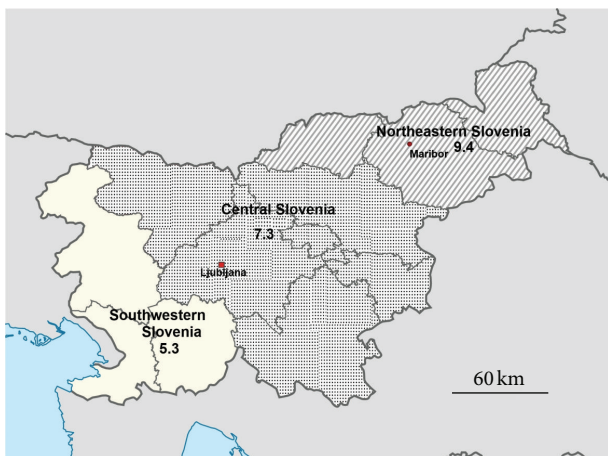 Northeastern Slovenia
9.4
Maribor
Central Slovenia
7.3
Ljubljana
Southwestern
Slovenia
5.3
60 km